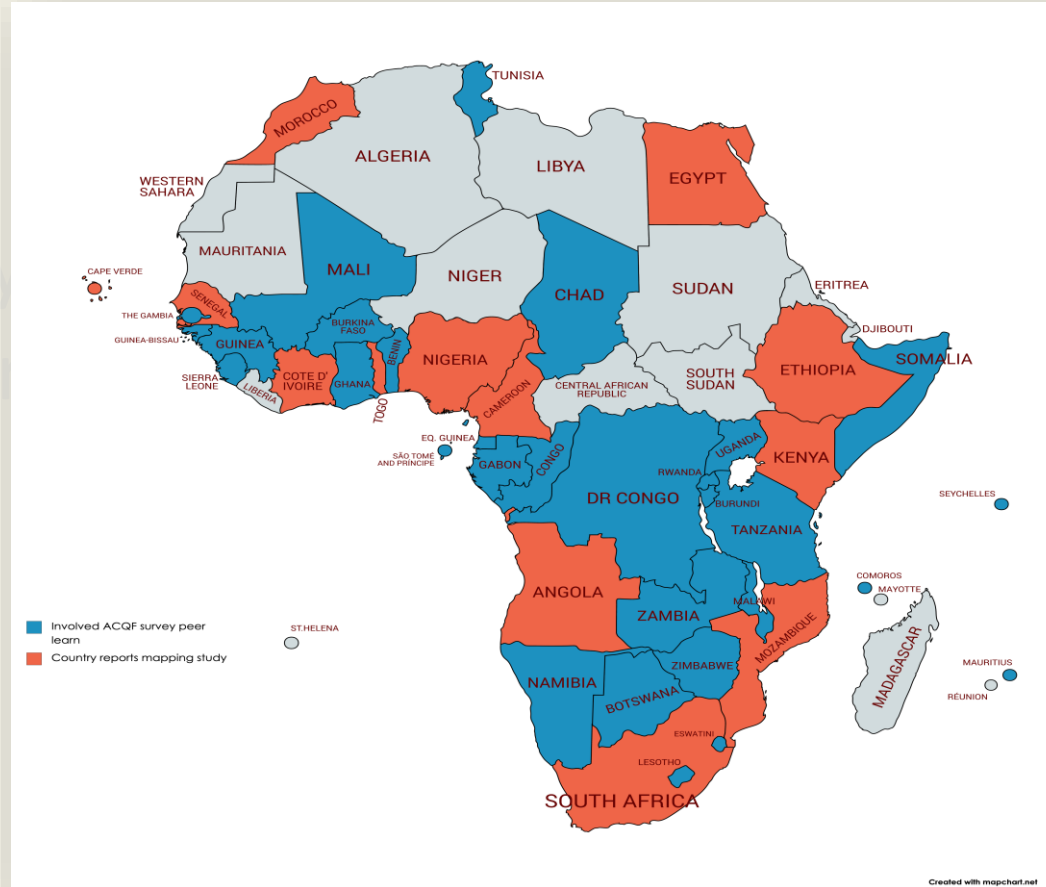 TUNISIA
MOROCCO
ALGERIA
LIBYA
EGYPT
WESTERN
SAHARA
MAURITANIA
MALI
NIGER
CHAD
SUDAN
ERITREA
CAPE VERDE
SENEGAL
THE GAMBIA
DJIBOUTI
GUINEA-BISSAU
GUINEA
BURKINA
FASO
BENIN
NIGERIA
SOMALIA
SIERRA
LEONE
COTE D'
IVOIRE
GHANA
ETHIOPIA
SOUTH
SUDAN
LIBERIA
TOGO
CAMEROON
CENTRAL AFRICAN
REPUBLIC
EQ. GUINEA
SÃO TOMÉ
AND PRÍNCIPE
GABON
CONGO
UGANDA
KENYA
RWANDA
DR CONGO
BURUNDI
SEYCHELLES
TANZANIA
COMOROS
MAYOTTE
ANGOLA
MALAWI
ZAMBIA
MOZAMBIQUE
Involved ACQF survey peer
learn
Country reports mapping study
ST.HELENA
MADAGASCAR
ZIMBABWE
MAURITIUS
NAMIBIA
BOTSWANA
RÉUNION
ESWATINI
LESOTHO
SOUTH AFRICA
Created with mapchart.net